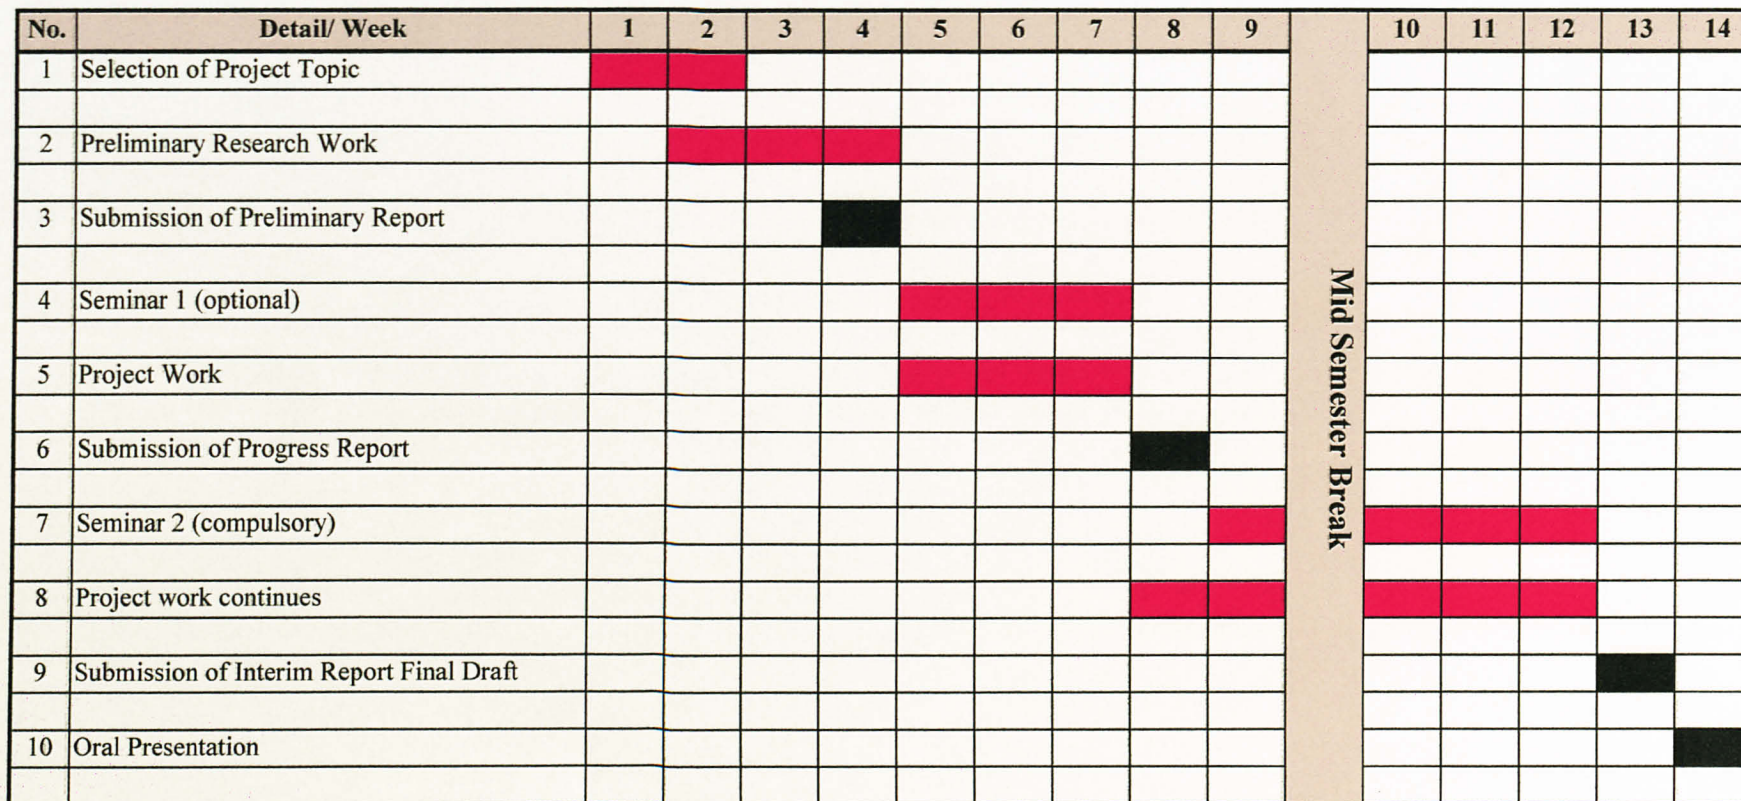 No. Detail/ Week 1 2 3 4 5 6 7 8 9 10 11 12 13 14
1 Selection of Project Topic
2 Preliminary Research Work
3 Submission of Preliminary Report
4 Seminar 1 (optional)
5 Project Work
6 Submission of Progress Report
7 Seminar 2 (compulsory)
8 Project work continues
9 Submission of Interim Report Final Draft
10 Oral Presentation
Mid Semester Break